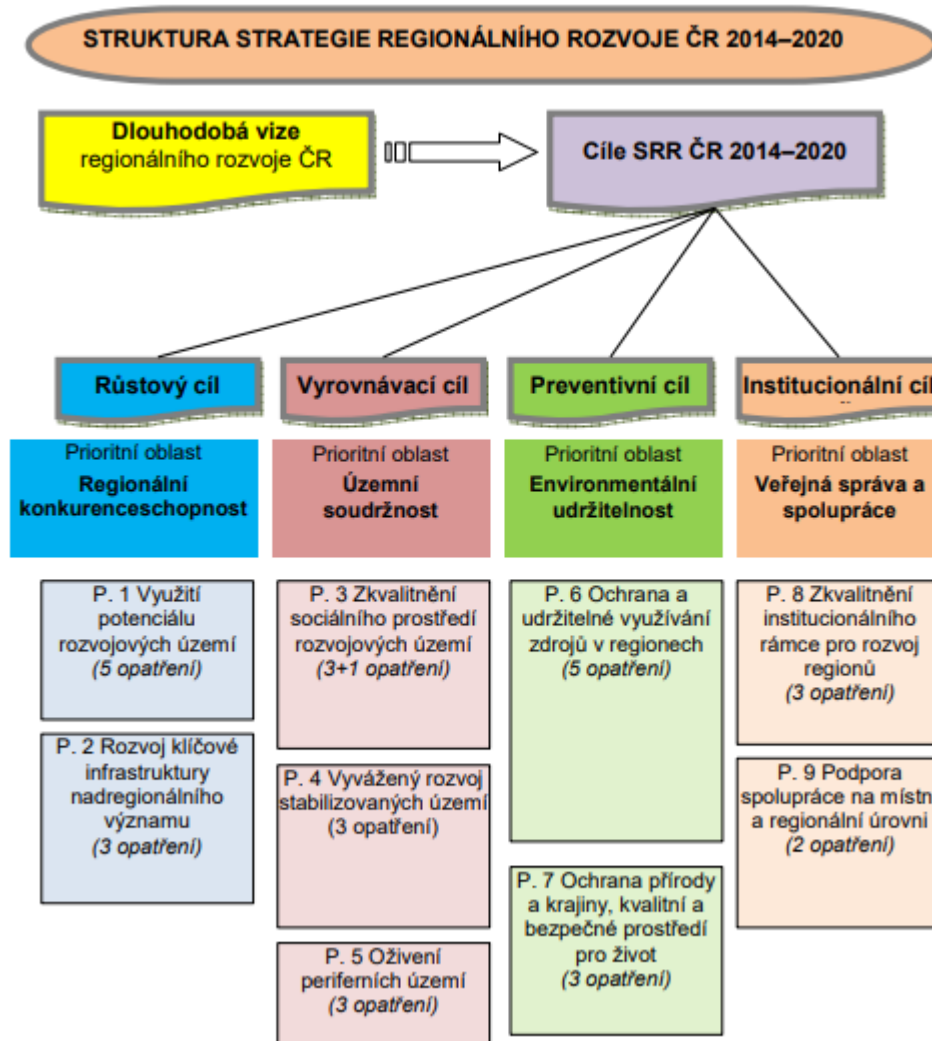 STRUKTURA STRATEGIE REGIONÁLNÍHO ROZVOJE ČR 2014–2020
Dlouhodobá vize
regionálního rozvoje ČR
Cíle SRR ČR 2014–2020
Růstový cíl
Vyrovnávací cíl
Preventivní cíl
Institucionální cíl
Prioritní oblast
Regionální
konkurenceschopnost
Prioritní oblast
Územní
soudržnost
Prioritní oblast
Environmentální
udržitelnost
Prioritní oblast
Veřejná správa a
spolupráce
P. 1 Využití
potenciálu
rozvojových území
(5 opatření)
P. 2 Rozvoj klíčové
infrastruktury
nadregionálního
významu
(3 opatření)
P. 3 Zkvalitnění
sociálního prostředí
rozvojových území
(3+1 opatření)
P. 4 Vyvážený rozvoj
stabilizovaných území
(3 opatření)
P. 5 Oživení
periferních území
(3 opatření)
P. 6 Ochrana a
udržitelné využívání
zdrojů v regionech
(5 opatření)
P. 7 Ochrana přírody
a krajiny, kvalitní a
bezpečné prostředí
pro život
(3 opatření)
P. 8 Zkvalitnění
institucionálního
rámce pro rozvoj
regionů
(3 opatření)
P. 9 Podpora
spolupráce na místn
a regionální úrovni
(2 opatření)